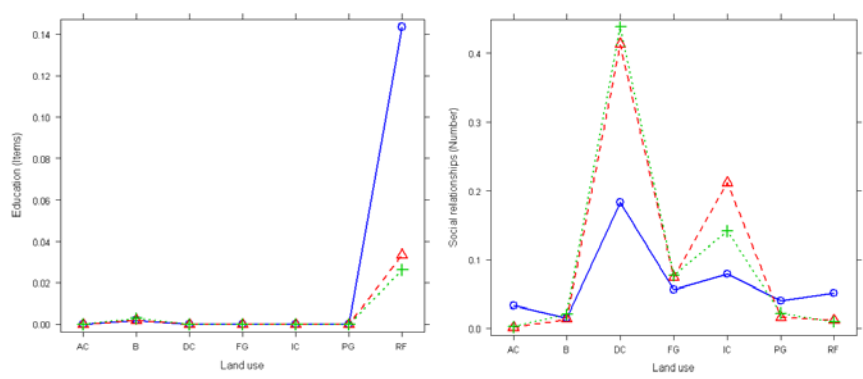 0.14
0.12
0.10
0.08
0.06
0.04
0.02
0.00
Education (Items)
AC B DC FG IC PG RF
Land use
0.4
0.3
0.2
0.1
0.0
Social relationships (Number)
AC B DC FG IC PG RF
Land use